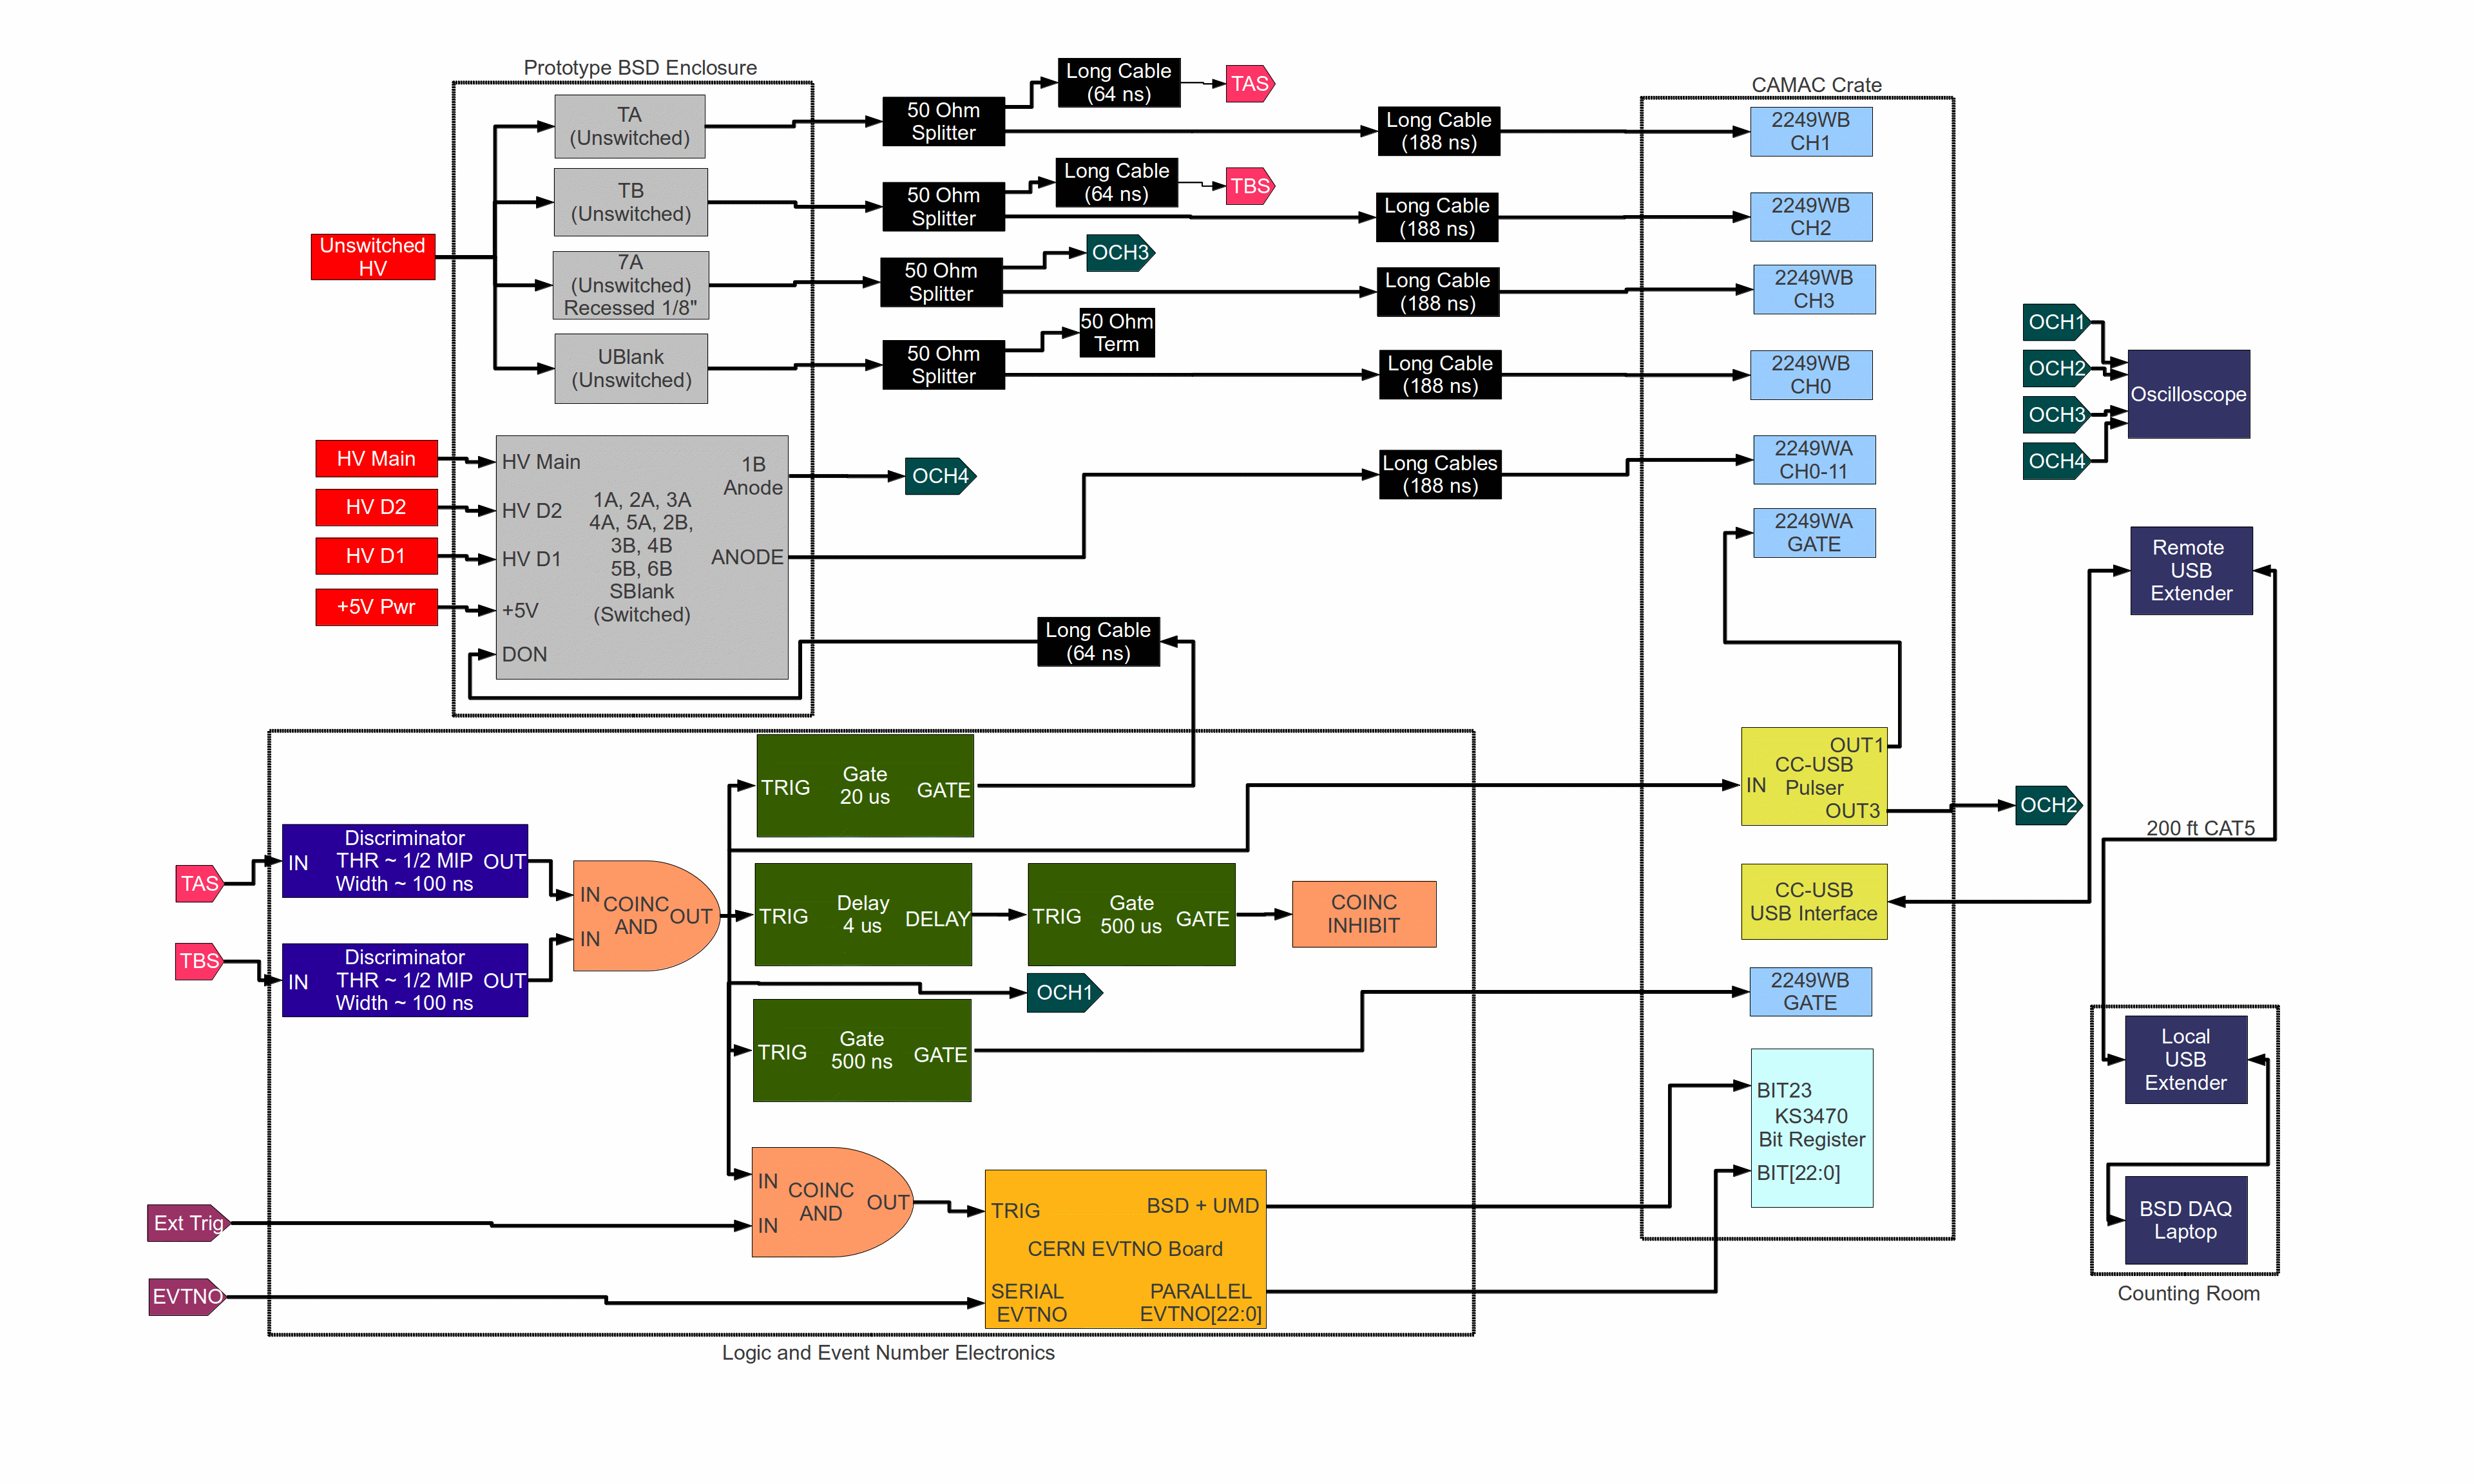 Prototype BSD Enclosure
TA
(Unswitched)
TB
(Unswitched)
7A
(Unswitched)
Recessed 1/8"
UBlank
(Unswitched)
Unswitched
HV
HV Main
HV D2
HV D1
+5V Pwr
HV Main
HV D2
HV D1
+5V
DON
1A, 2A, 3A
4A, 5A, 2B,
3B, 4B
5B, 6B
SBlank
(Switched)
1B
Anode
ANODE
50 Ohm
Splitter
50 Ohm
Splitter
50 Ohm
Splitter
50 Ohm
Splitter
Long Cable
(64 ns)
TAS
Long Cable
(64 ns)
TBS
OCH3
50 Ohm
Term
OCH4
Long Cable
(64 ns)
Long Cable
(188 ns)
Long Cable
(188 ns)
Long Cable
(188 ns)
Long Cable
(188 ns)
Long Cables
(188 ns)
CAMAC Crate
2249WB
CH1
2249WB
CH2
2249WB
CH3
2249WB
CH0
2249WA
CH0-11
2249WA
GATE
OUT1
CC-USB
IN Pulser
OUT3
CC-USB
USB Interface
2249WB
GATE
BIT23
KS3470
Bit Register
BIT[22:0]
OCH1
OCH2
OCH3
OCH4
Oscilloscope
Remote
USB
Extender
OCH2
200 ft CAT5
Local
USB
Extender
BSD DAQ
Laptop
Counting Room
TAS
TBS
Discriminator
IN THR ~ 1/2 MIP OUT
Width ~ 100 ns
Discriminator
IN THR ~ 1/2 MIP OUT
Width ~ 100 ns
IN
COINC
AND
OUT
IN
TRIG
Gate
20 us
GATE
TRIG
Delay
4 us
DELAY
TRIG
Gate
500 us
GATE
COINC
INHIBIT
OCH1
TRIG
Gate
500 ns
GATE
IN
COINC
AND
OUT
IN
Ext Trig
EVTNO
TRIG
BSD + UMD
CERN EVTNO Board
SERIAL
EVTNO
PARALLEL
EVTNO[22:0]
Logic and Event Number Electronics